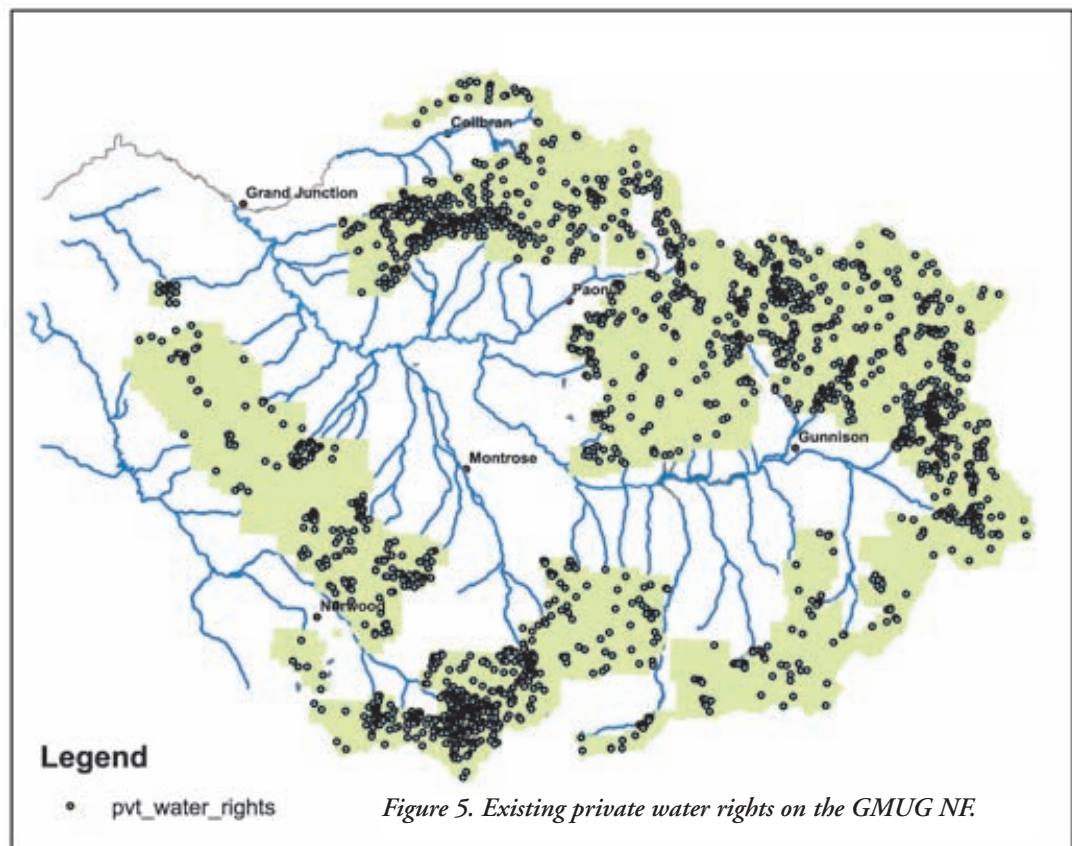 Collbran
Grand Junction
Paonia
Gunnison
Montrose
Norwood
Legend
pvt_water_rights
Figure 5. Existing private water rights on the GMUG NF.